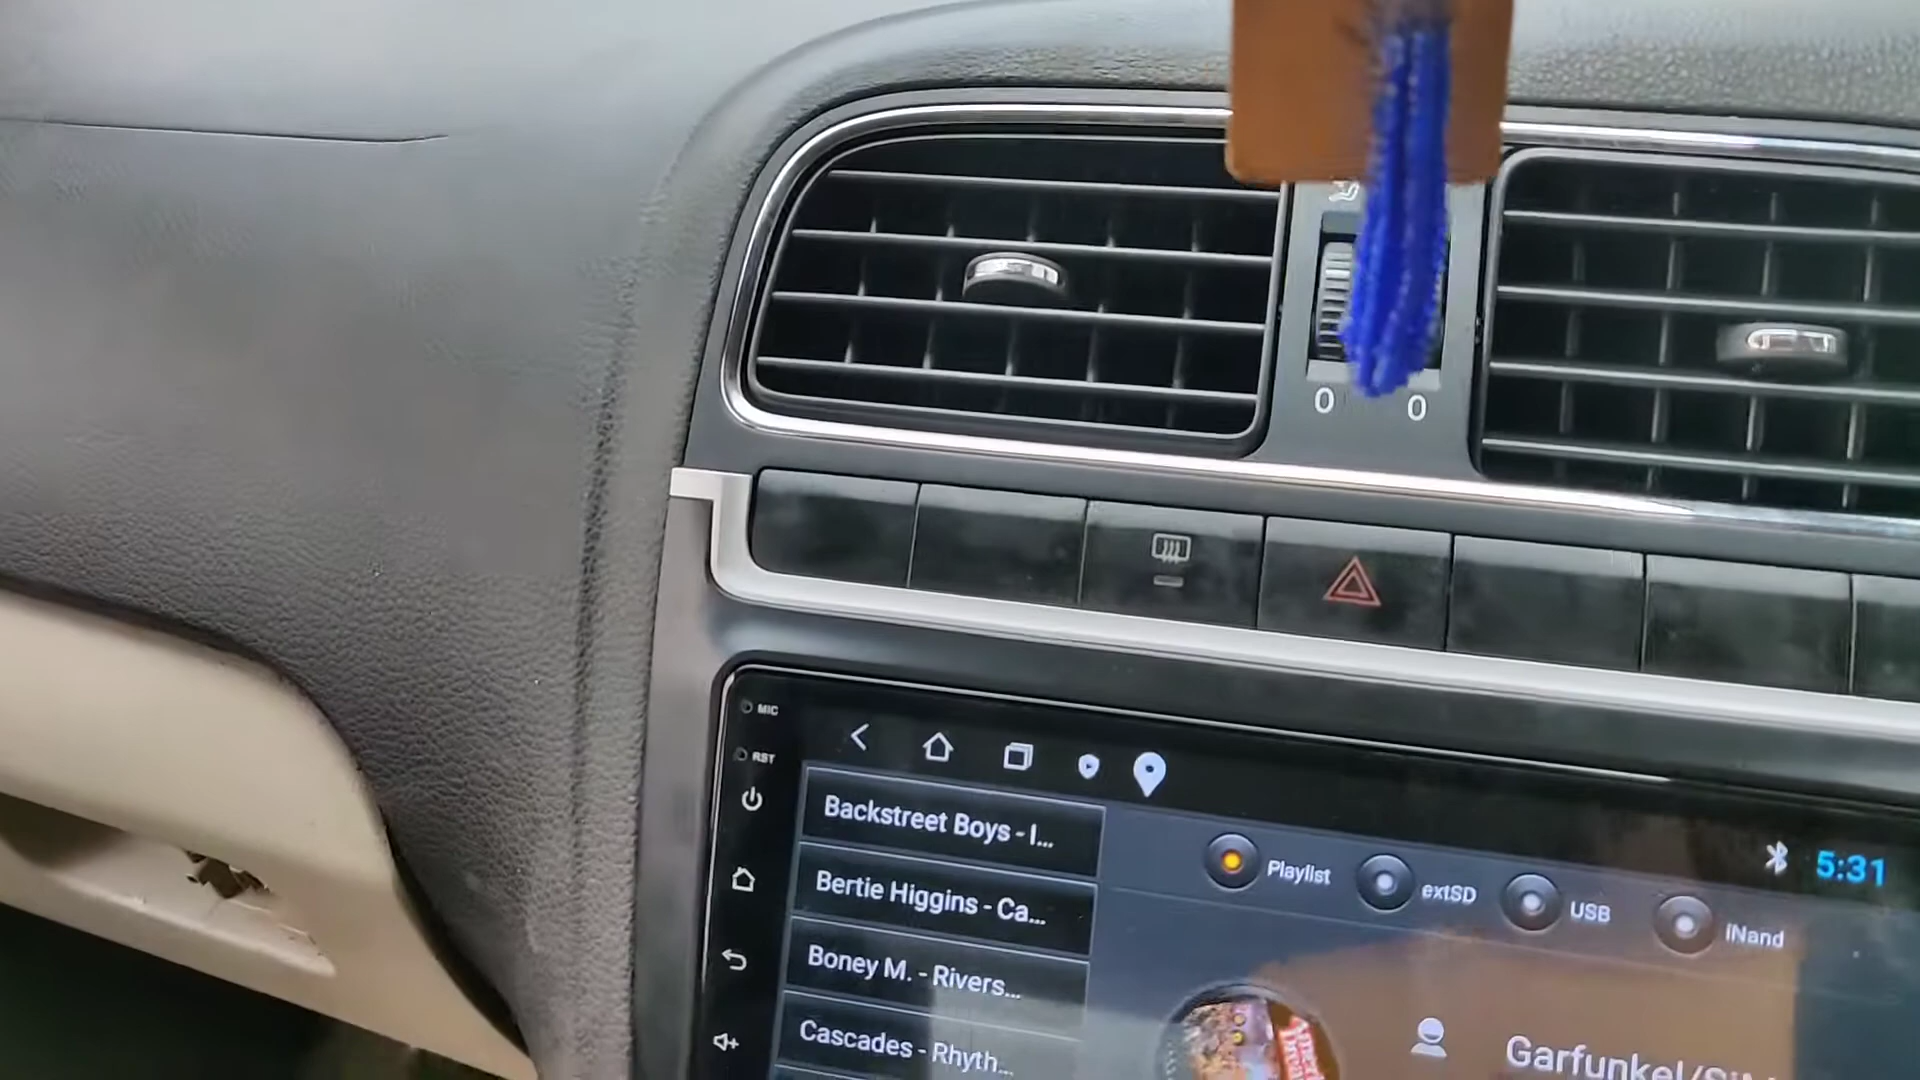 0 0
MIC
RST
5:31
Backstreet Boys - I...
Playlist
extSD
USB
iNand
Bertie Higgins - Ca...
Boney M. - Rivers...
Cascades - Rhyth...